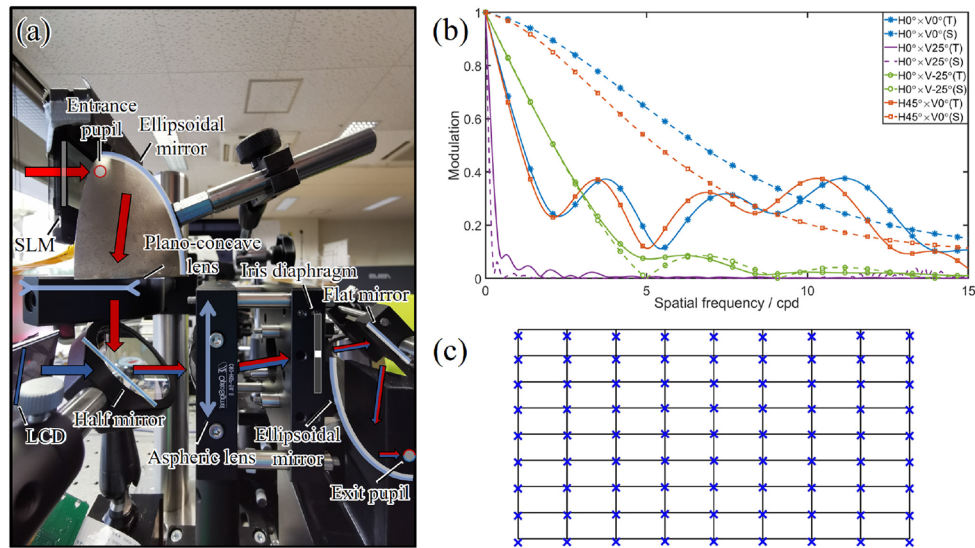 (a)
Entrance
pupil
Ellipsoidal
mirror
SLM
Plano-concave
lens
Iris diaphragm
Flat mirror
LCD
Half mirror
Aspheric lens
Ellipsoidal
mirror
Exit pupil
(b)
Modulation
1
0.8
0.6
0.4
0.2
0
0
5
10
15
Spatial frequency / cpd
H0°×V0°(T)
H0°×V0°(S)
H0°×V25°(T)
H0°×V25°(S)
H0°×V-25°(T)
H0°×V-25°(S)
H45°×V0°(T)
H45°×V0°(S)
(c)